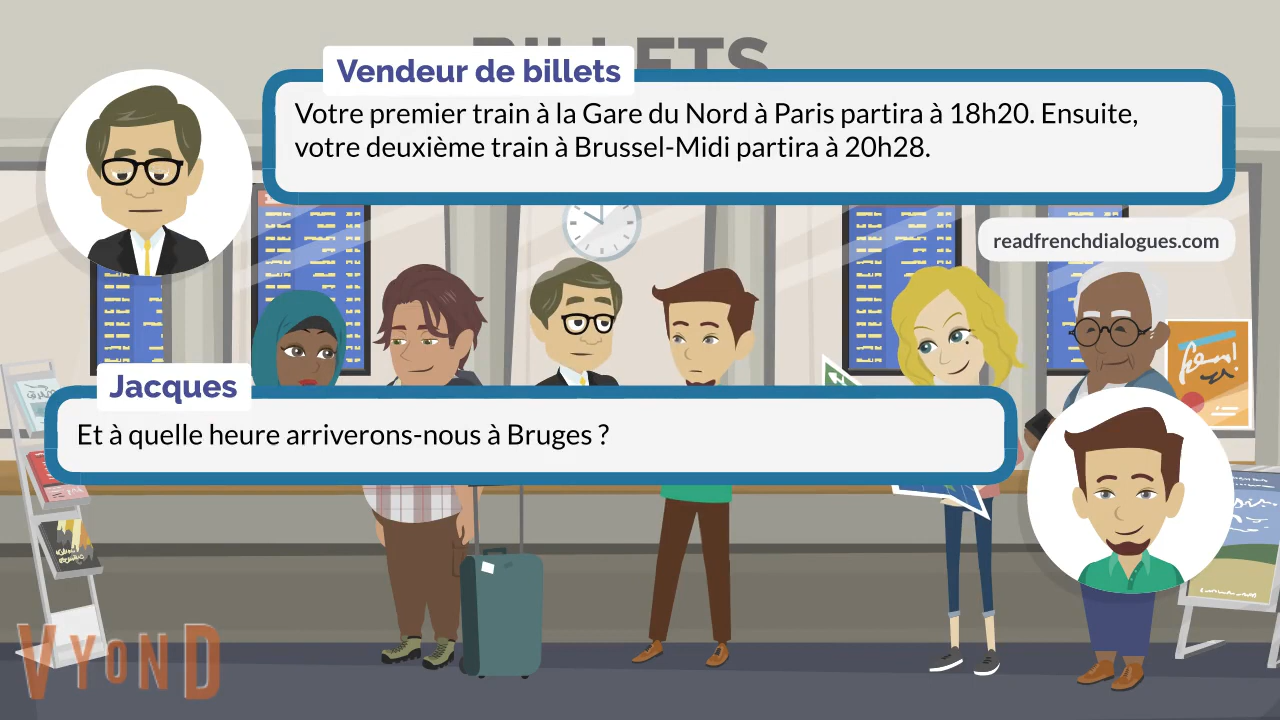 BILLETS
Vendeur de billets
Votre premier train à la Gare du Nord à Paris partira à 18h20. Ensuite,
votre deuxième train à Brussel-Midi partira à 20h28.
readfrenchdialogues.com
Jacques
Et à quelle heure arriverons-nous à Bruges ?
VYOND